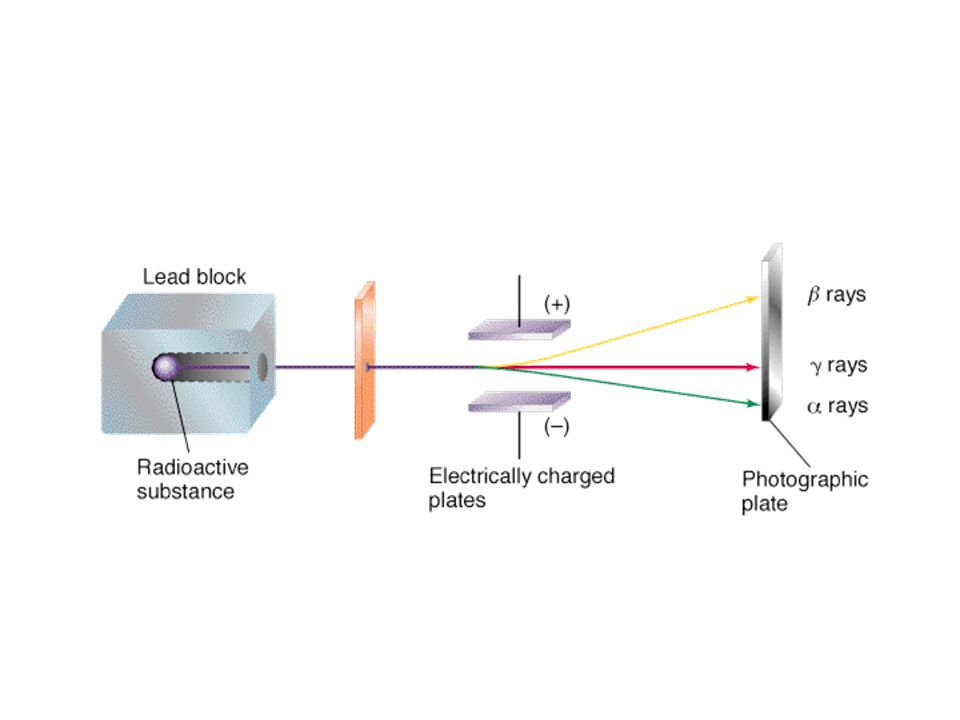 Lead block
(+)
β rays
γ rays
α rays
(–)
Radioactive
substance
Electrically charged
plates
Photographic
plate